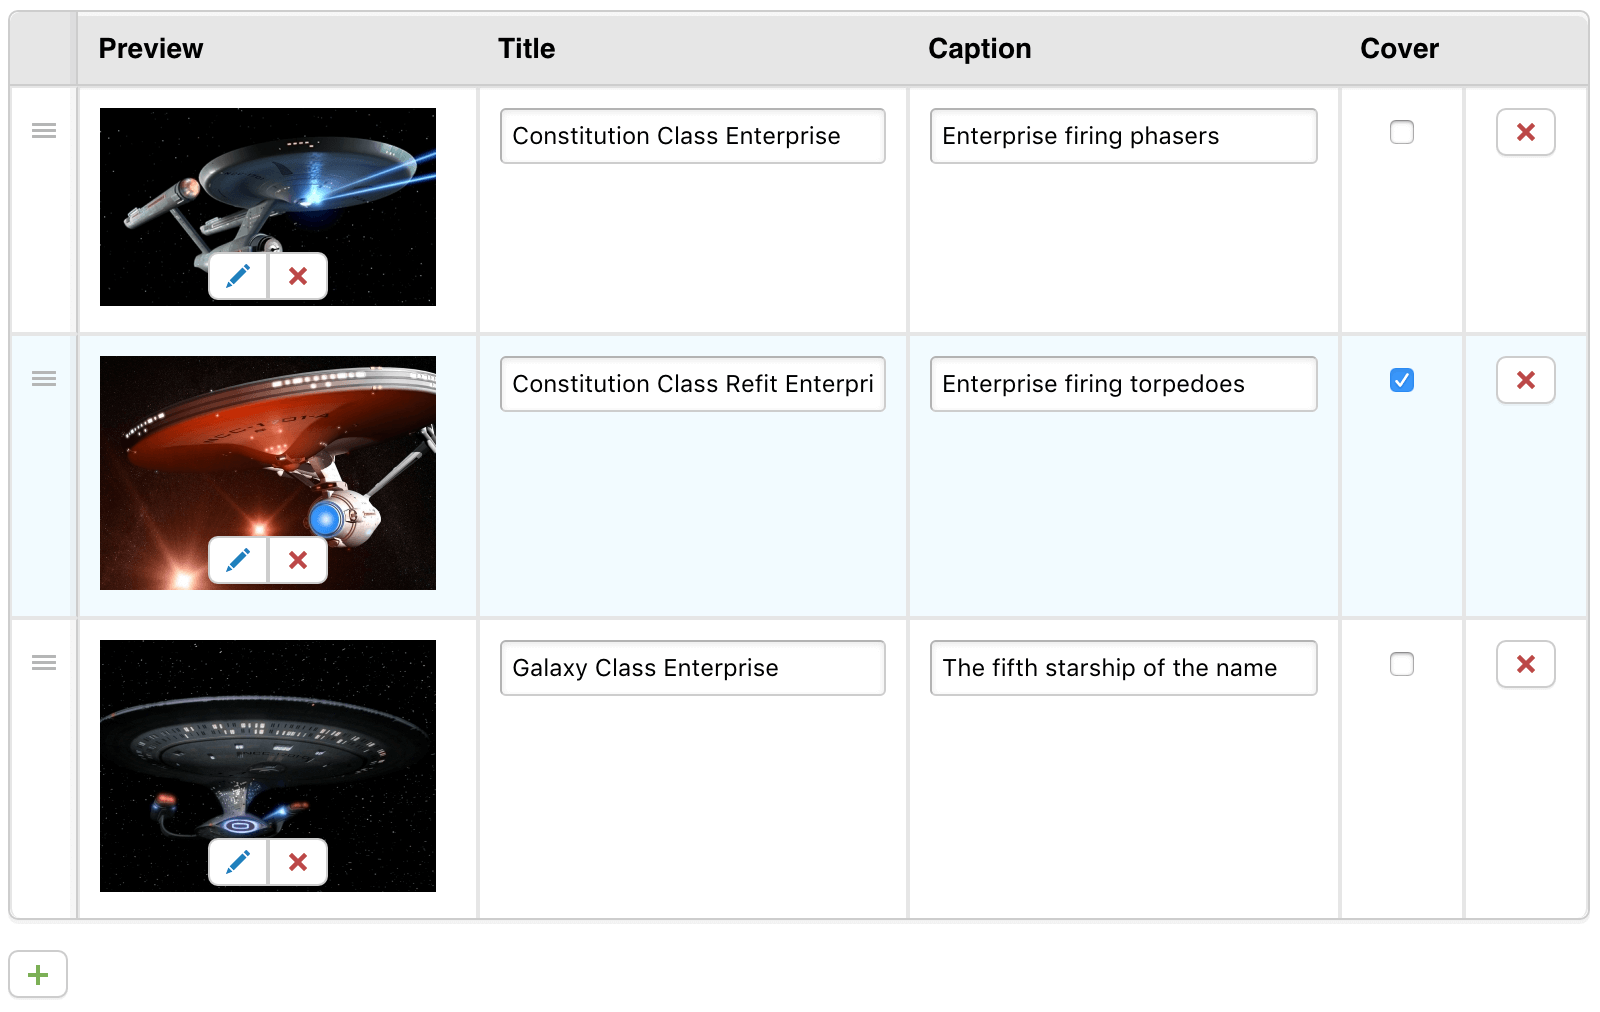 Preview Title Caption Cover
Constitution Class Enterprise Enterprise firing phasers
Constitution Class Refit Enterpri Enterprise firing torpedoes
Galaxy Class Enterprise The fifth starship of the name